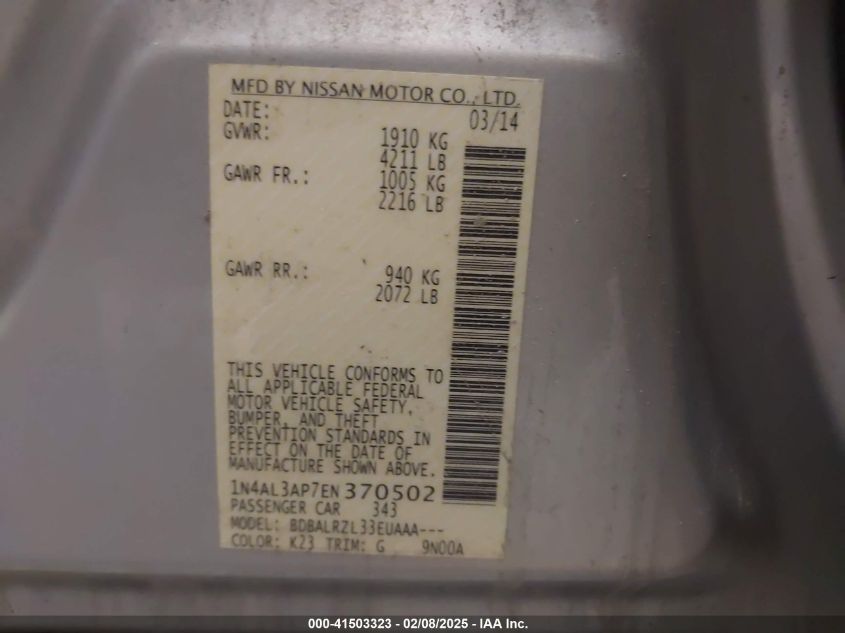 MFD BY NISSAN MOTOR CO., LTD.
DATE: 03/14
GVWR: 1910 KG
4211 LB
GAWR FR.: 1005 KG
2216 LB
GAWR RR.: 940 KG
2072 LB
THIS VEHICLE CONFORMS TO
ALL APPLICABLE FEDERAL
MOTOR VEHICLE SAFETY,
BUMPER, AND THEFT
PREVENTION STANDARDS IN
EFFECT ON THE DATE OF
MANUFACTURE SHOWN ABOVE.
1N4AL3AP7EN370502
PASSENGER CAR 343
MODEL: BDBALRZL33EUAAA---
COLOR: K23 TRIM: G 9N00A
000-41503323 - 02/08/2025 - IAA Inc.